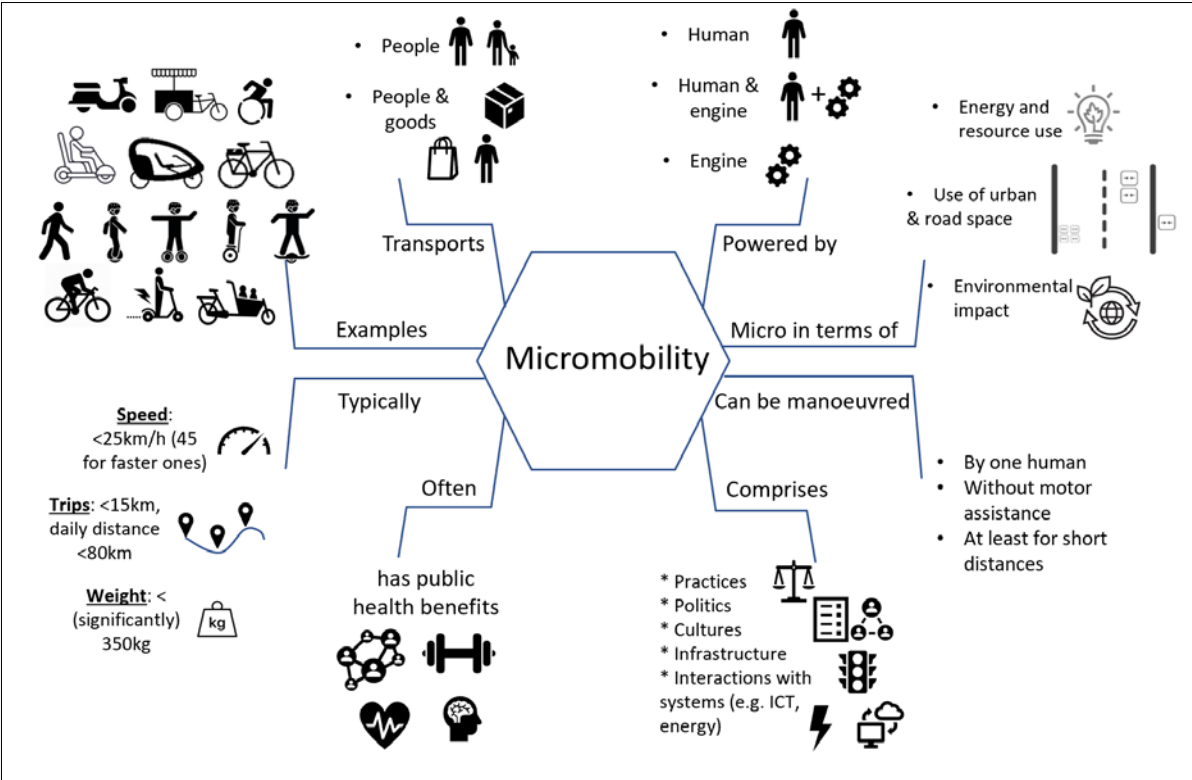 • People
• People &
goods
Transports
• Human
• Human &
engine
• Engine
Powered by
• Energy and
resource use
• Use of urban
& road space
• Environmental
impact
Micro in terms of
Examples
Micromobility
Typically
Speed:
<25km/h (45
for faster ones)
Trips: <15km,
daily distance
<80km
Weight: <
(significantly)
350kg
kg
Often
has public
health benefits
Comprises
* Practices
* Politics
* Cultures
* Infrastructure
* Interactions with
systems (e.g. ICT,
energy)
Can be manoeuvred
• By one human
• Without motor
assistance
• At least for short
distances